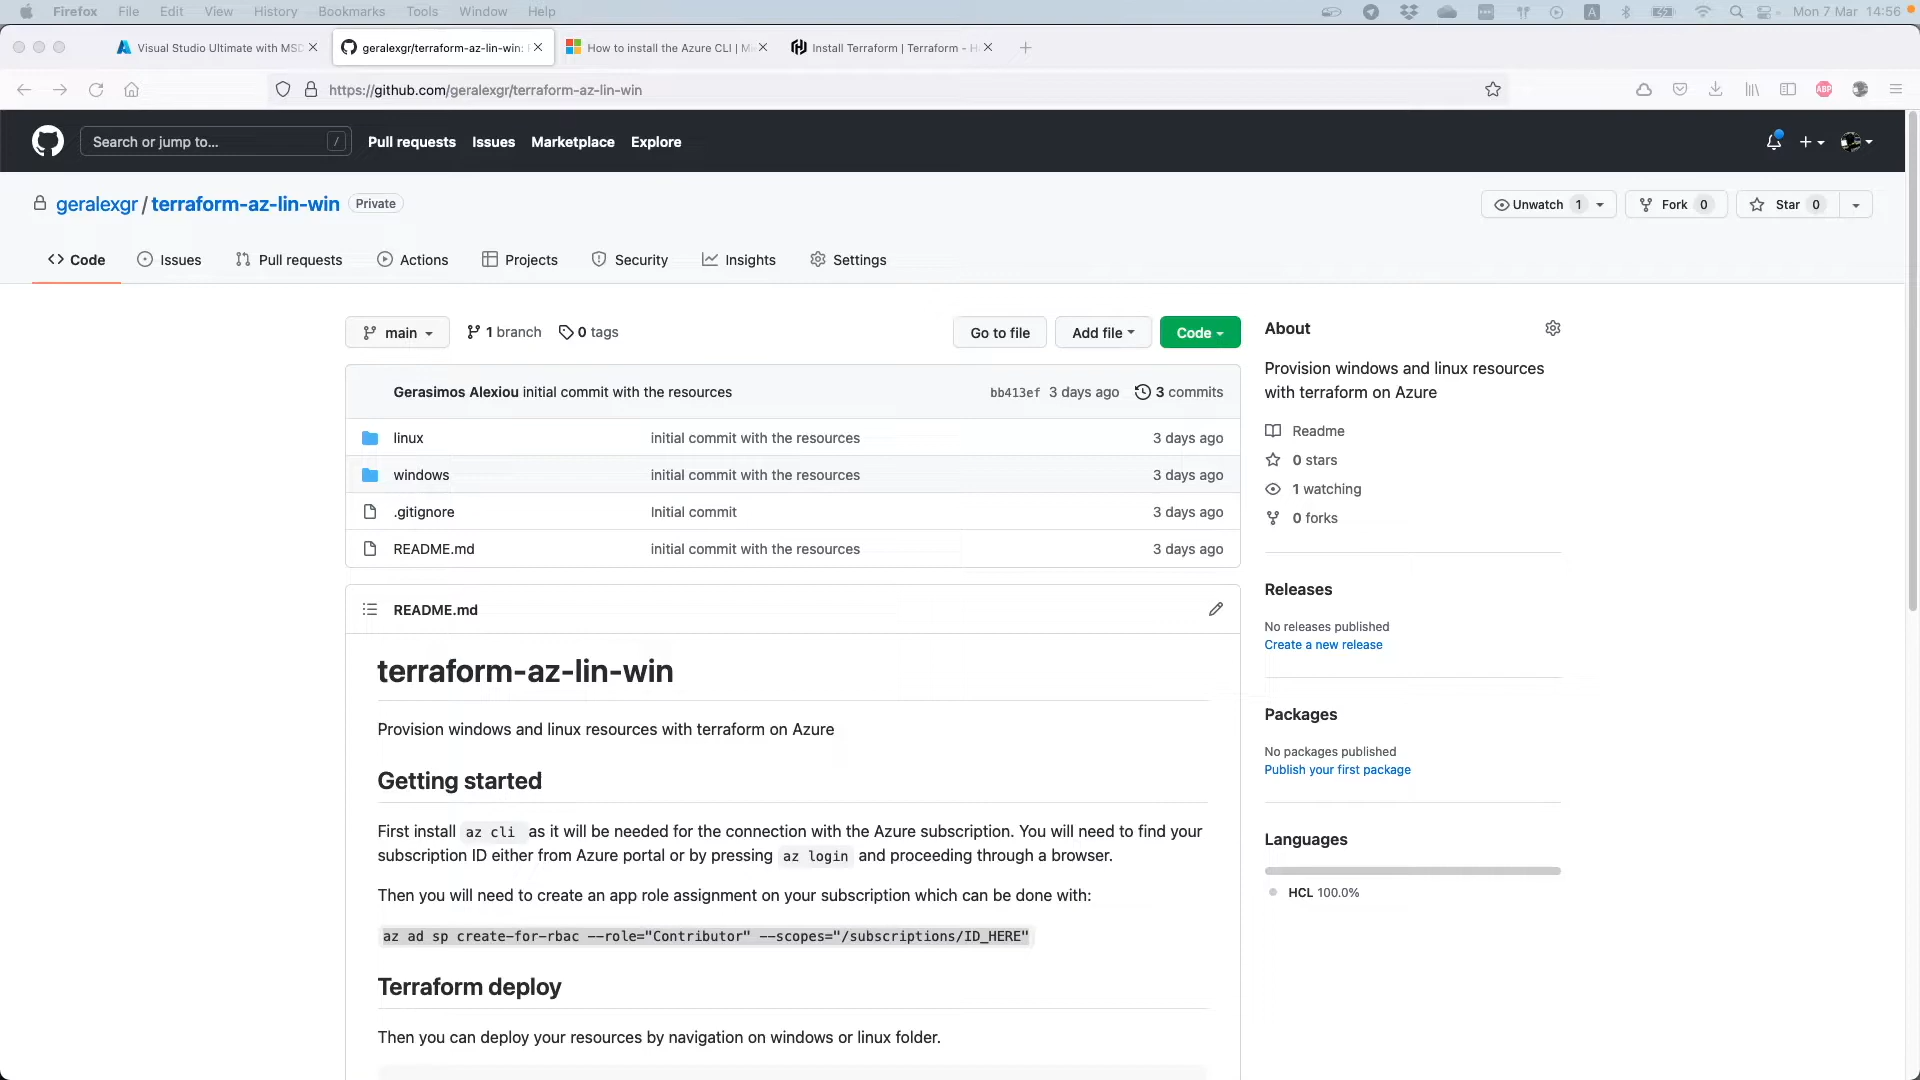 Firefox File Edit View History Bookmarks Tools Window Help
A
Mon 7 Mar 14:56
Visual Studio Ultimate with MSD
geralexgr/terraform-az-lin-win:
How to install the Azure CLI | Mi
Install Terraform | Terraform - H
https://github.com/geralexgr/terraform-az-lin-win
ABP
Search or jump to...
/
Pull requests Issues Marketplace Explore
geralexgr / terraform-az-lin-win Private
Unwatch 1
Fork 0
Star 0
Code
Issues
Pull requests
Actions
Projects
Security
Insights
Settings
main
1 branch
0 tags
Go to file
Add file
Code
Gerasimos Alexiou initial commit with the resources
bb413ef 3 days ago
3 commits
linux initial commit with the resources 3 days ago
windows initial commit with the resources 3 days ago
.gitignore Initial commit 3 days ago
README.md initial commit with the resources 3 days ago
README.md
terraform-az-lin-win
Provision windows and linux resources with terraform on Azure
Getting started
First install az cli as it will be needed for the connection with the Azure subscription. You will need to find your
subscription ID either from Azure portal or by pressing az login and proceeding through a browser.
Then you will need to create an app role assignment on your subscription which can be done with:
az ad sp create-for-rbac --role="Contributor" --scopes="/subscriptions/ID_HERE"
Terraform deploy
Then you can deploy your resources by navigation on windows or linux folder.
About
Provision windows and linux resources
with terraform on Azure
Readme
0 stars
1 watching
0 forks
Releases
No releases published
Create a new release
Packages
No packages published
Publish your first package
Languages
HCL 100.0%